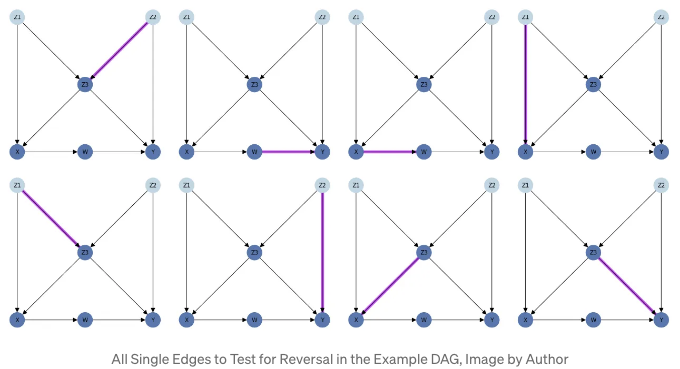 Z1 Z2 Z1 Z2 Z1 Z2 Z1 Z2
Z3 Z3 Z3 Z3
X W Y X W Y X W Y X W Y
Z1 Z2 Z1 Z2 Z1 Z2 Z1 Z2
Z3 Z3 Z3 Z3
X W Y X W Y X W Y X W Y
All Single Edges to Test for Reversal in the Example DAG, Image by Author